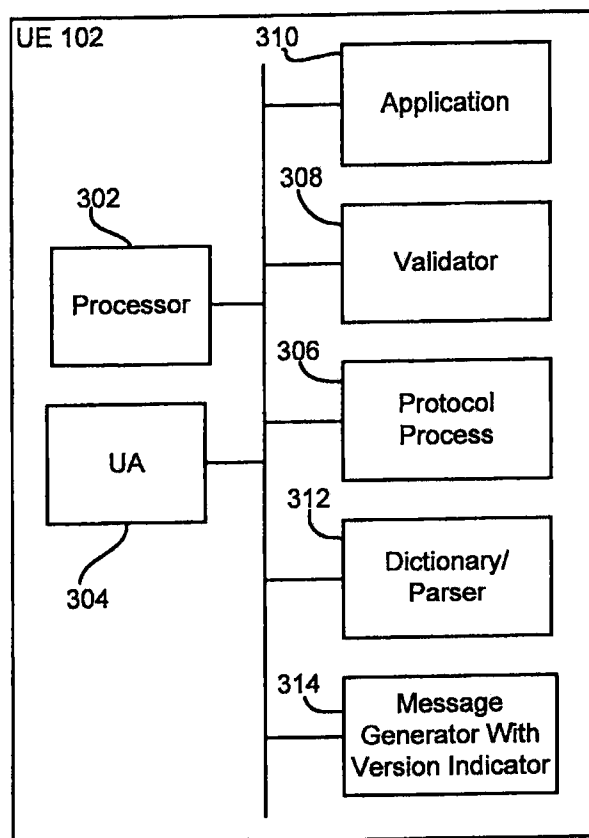 UE 102
310
Application
308
Validator
302
Processor
306
Protocol
Process
UA
304
312
Dictionary/
Parser
314
Message
Generator With
Version Indicator